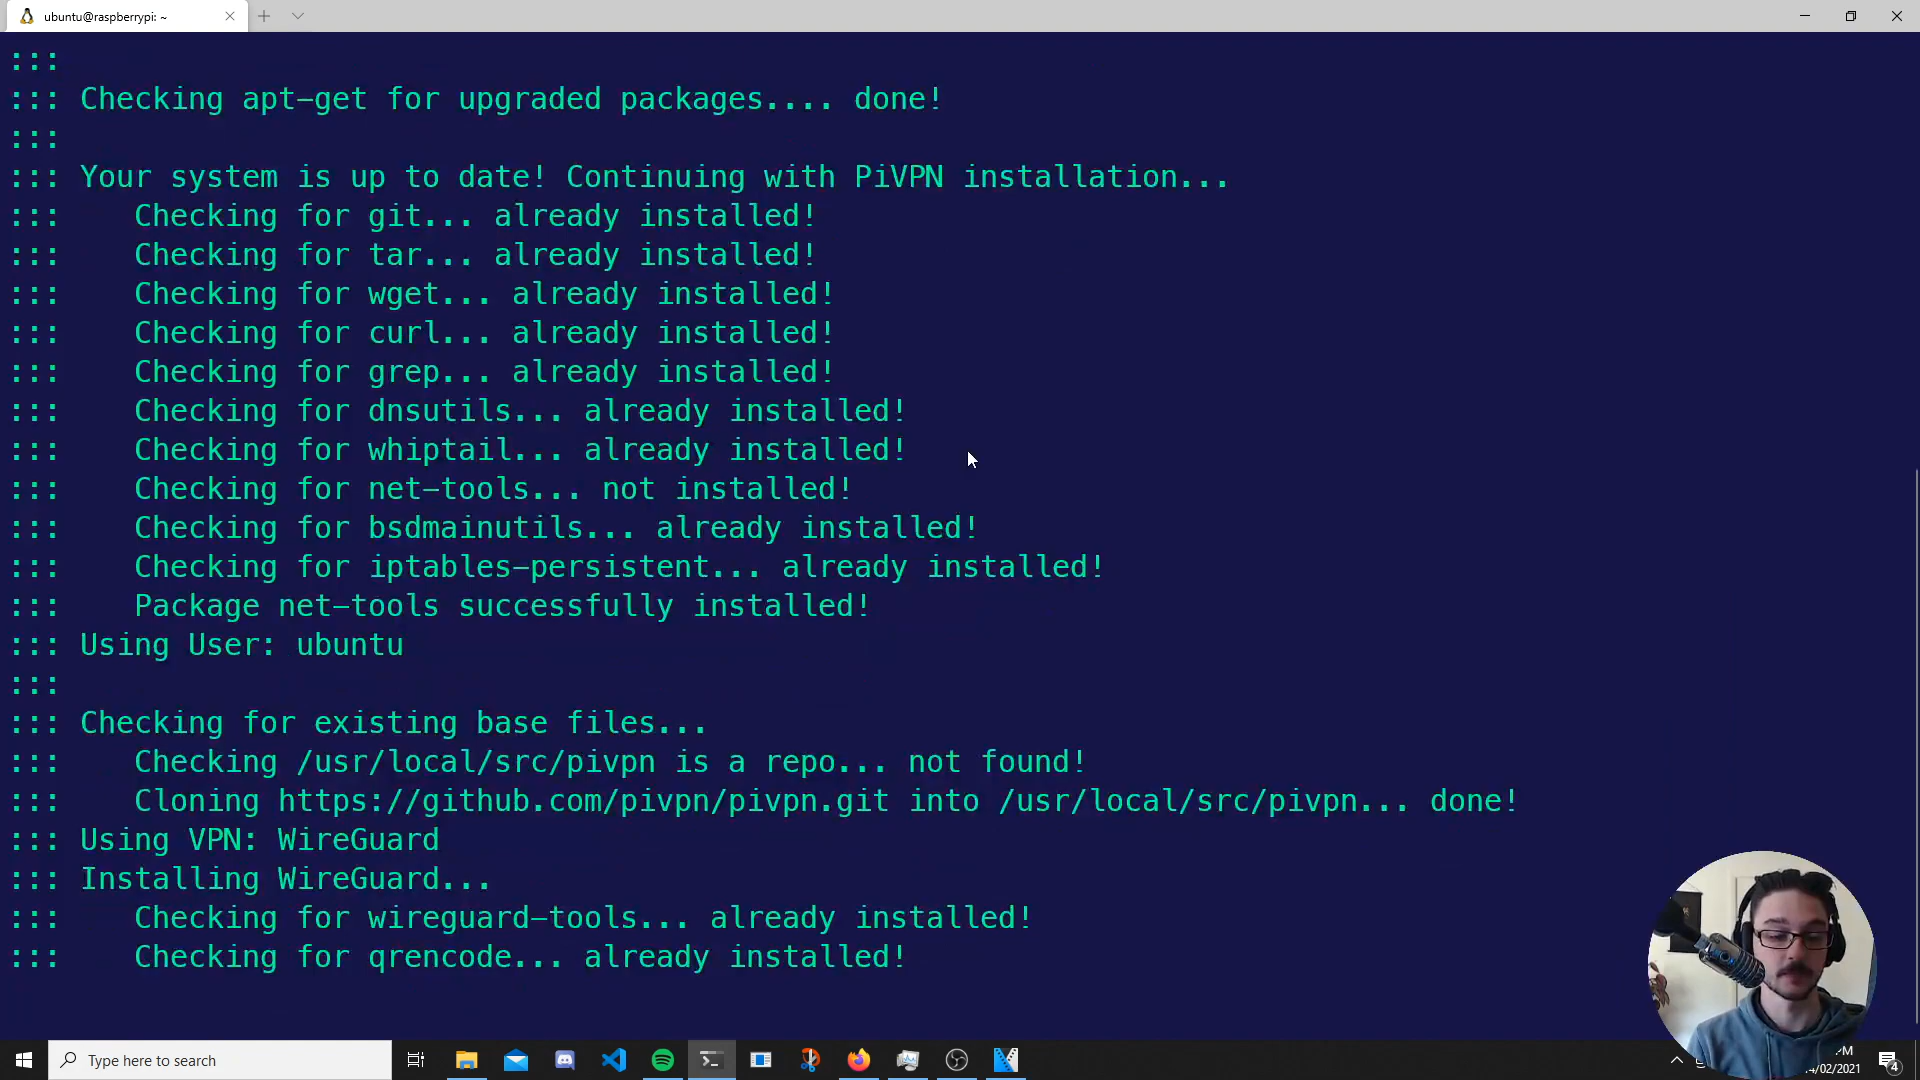 ubuntu@raspberrypi: ~
:::
::: Checking apt-get for upgraded packages.... done!
:::
::: Your system is up to date! Continuing with PiVPN installation...
:::    Checking for git... already installed!
:::    Checking for tar... already installed!
:::    Checking for wget... already installed!
:::    Checking for curl... already installed!
:::    Checking for grep... already installed!
:::    Checking for dnsutils... already installed!
:::    Checking for whiptail... already installed!
:::    Checking for net-tools... not installed!
:::    Checking for bsdmainutils... already installed!
:::    Checking for iptables-persistent... already installed!
:::    Package net-tools successfully installed!
::: Using User: ubuntu
:::
::: Checking for existing base files...
:::    Checking /usr/local/src/pivpn is a repo... not found!
:::    Cloning https://github.com/pivpn/pivpn.git into /usr/local/src/pivpn... done!
::: Using VPN: WireGuard
::: Installing WireGuard...
:::    Checking for wireguard-tools... already installed!
:::    Checking for qrencode... already installed!
Type here to search
4